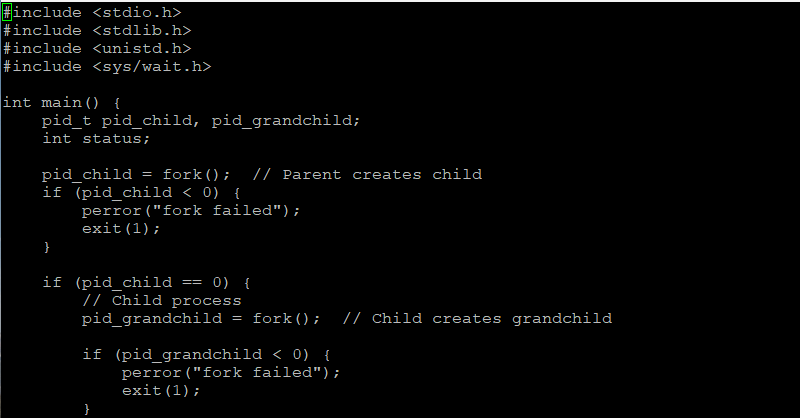 #include <stdio.h>
#include <stdlib.h>
#include <unistd.h>
#include <sys/wait.h>

int main() {
    pid_t pid_child, pid_grandchild;
    int status;

    pid_child = fork();  // Parent creates child
    if (pid_child < 0) {
        perror("fork failed");
        exit(1);
    }

    if (pid_child == 0) {
        // Child process
        pid_grandchild = fork();  // Child creates grandchild

        if (pid_grandchild < 0) {
            perror("fork failed");
            exit(1);
        }